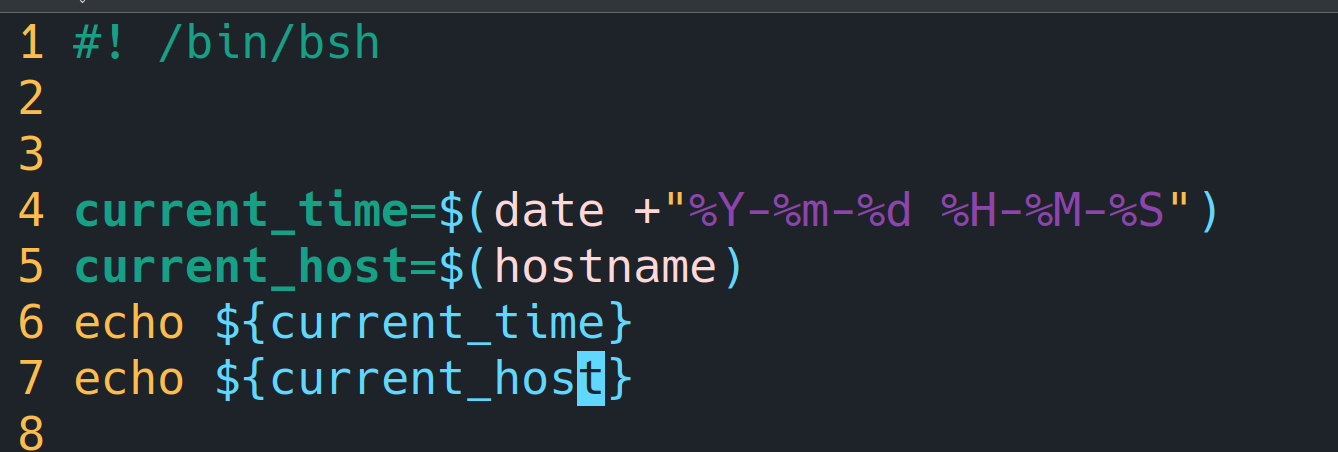 1 #! /bin/bsh
2
3
4 current_time=$(date +"%Y-%m-%d %H-%M-%S")
5 current_host=$(hostname)
6 echo ${current_time}
7 echo ${current_host}
8